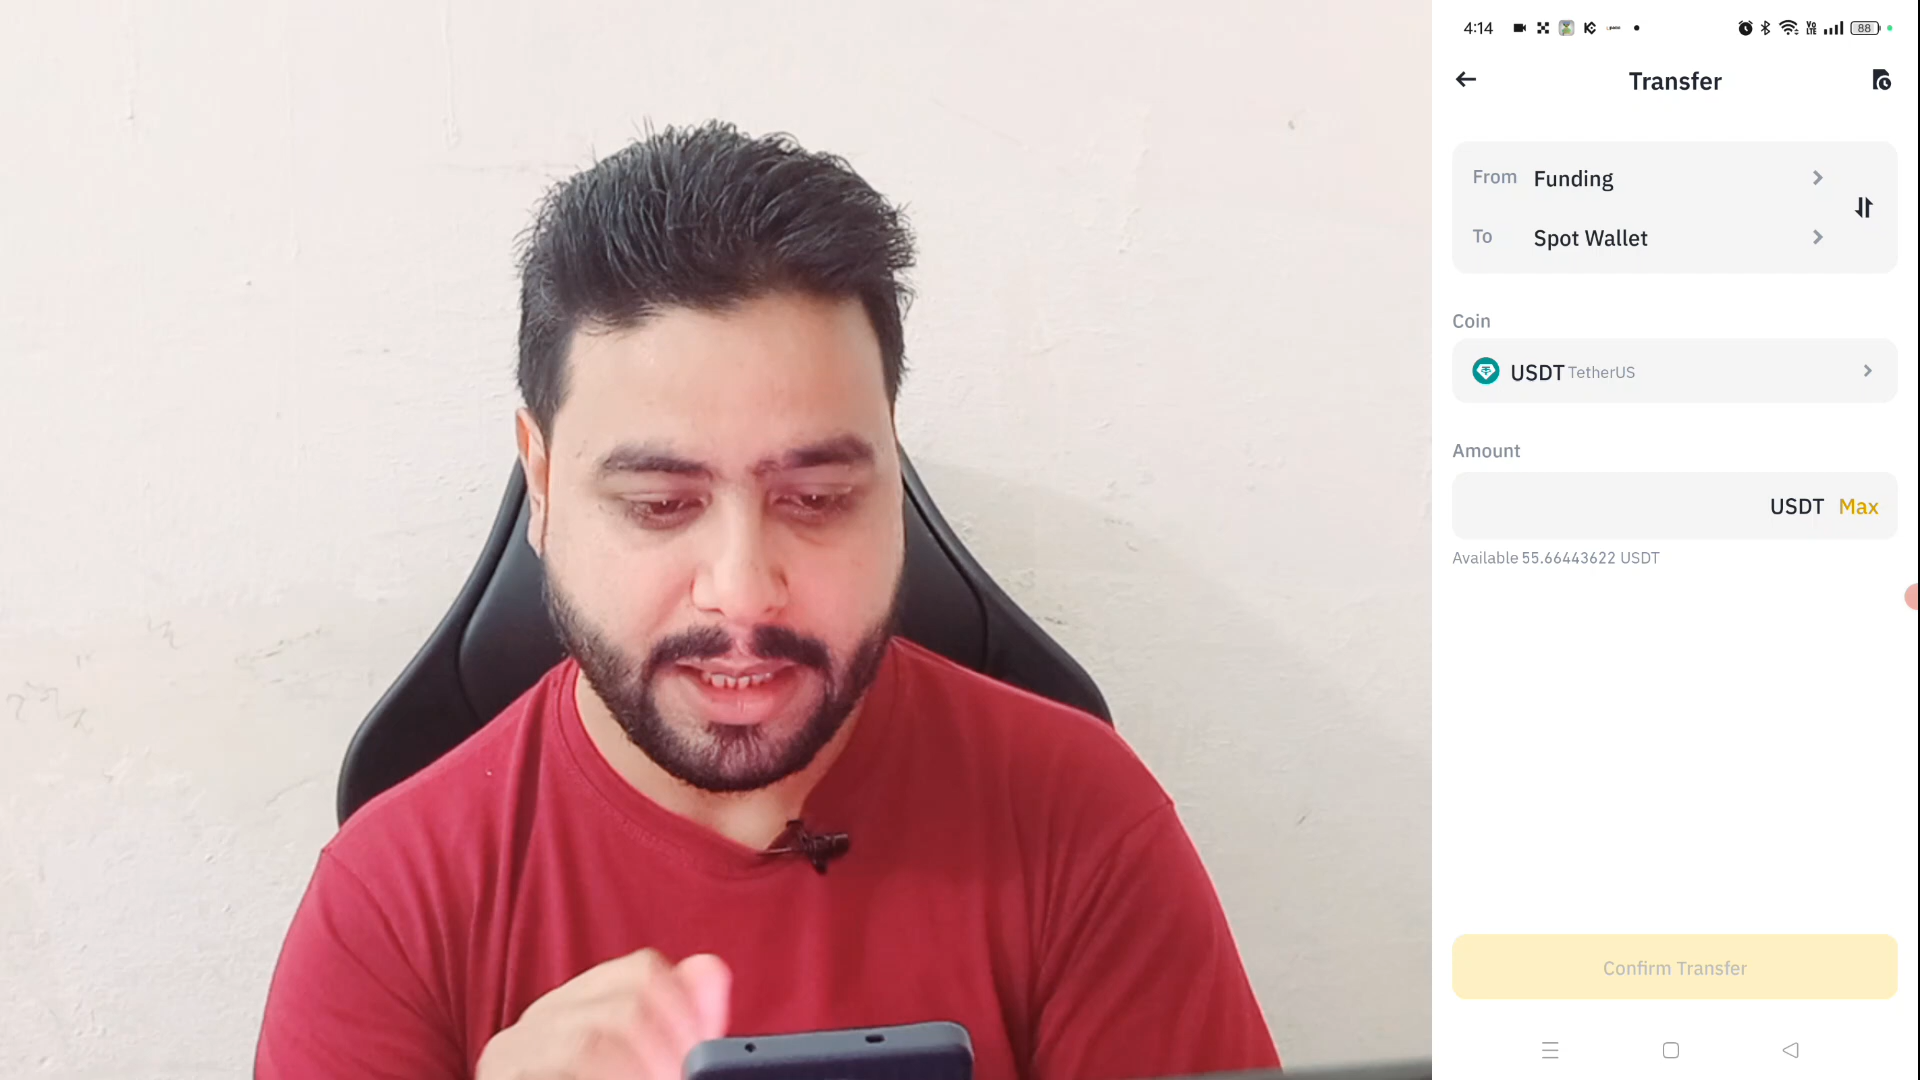 4:14
88
Transfer
From Funding
To Spot Wallet
Coin
USDT TetherUS
Amount
USDT Max
Available 55.66443622 USDT
Confirm Transfer